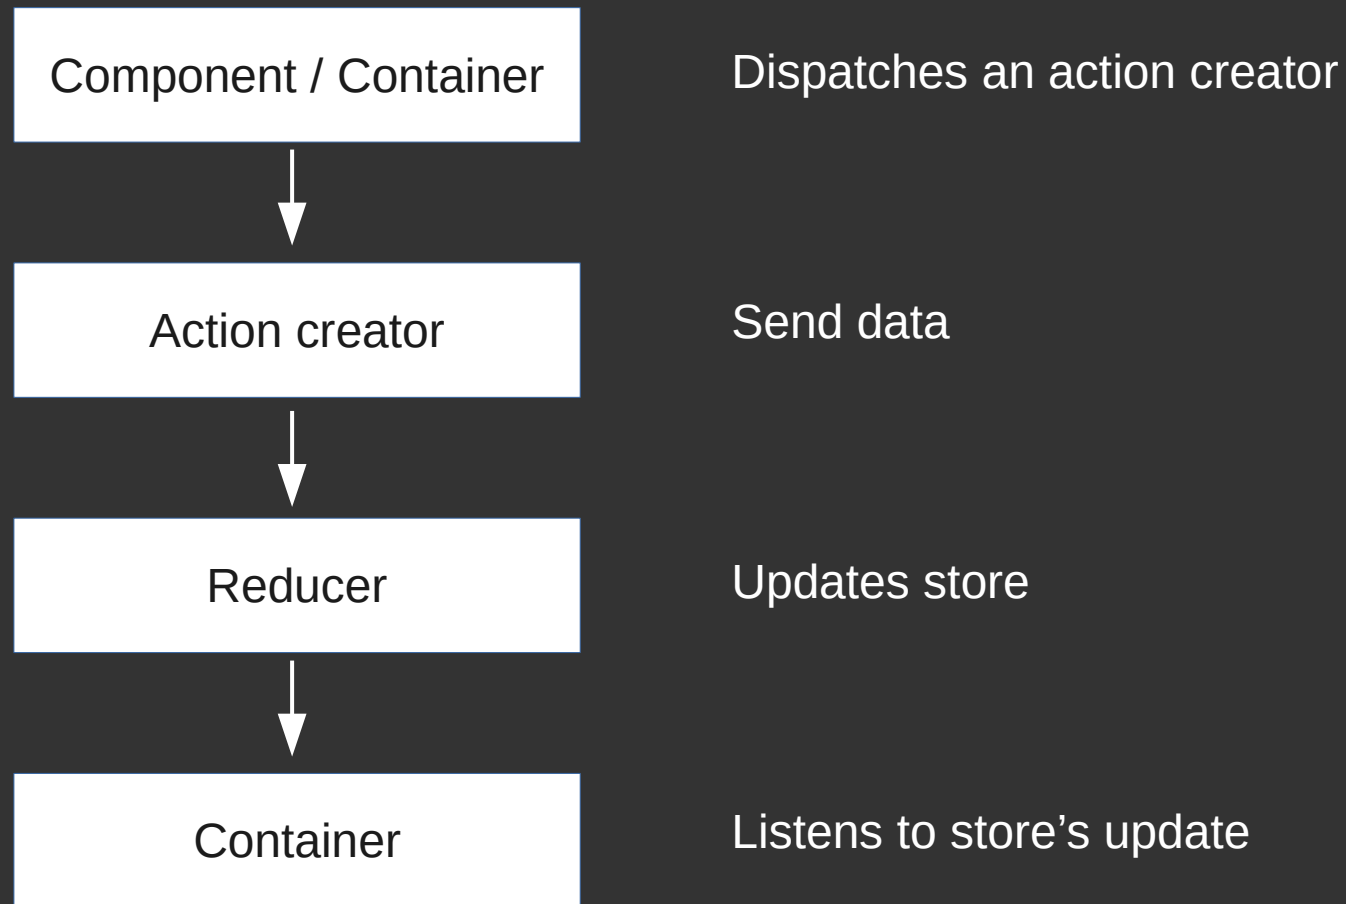 Component / Container
Dispatches an action creator
Action creator
Send data
Reducer
Updates store
Container
Listens to store’s update